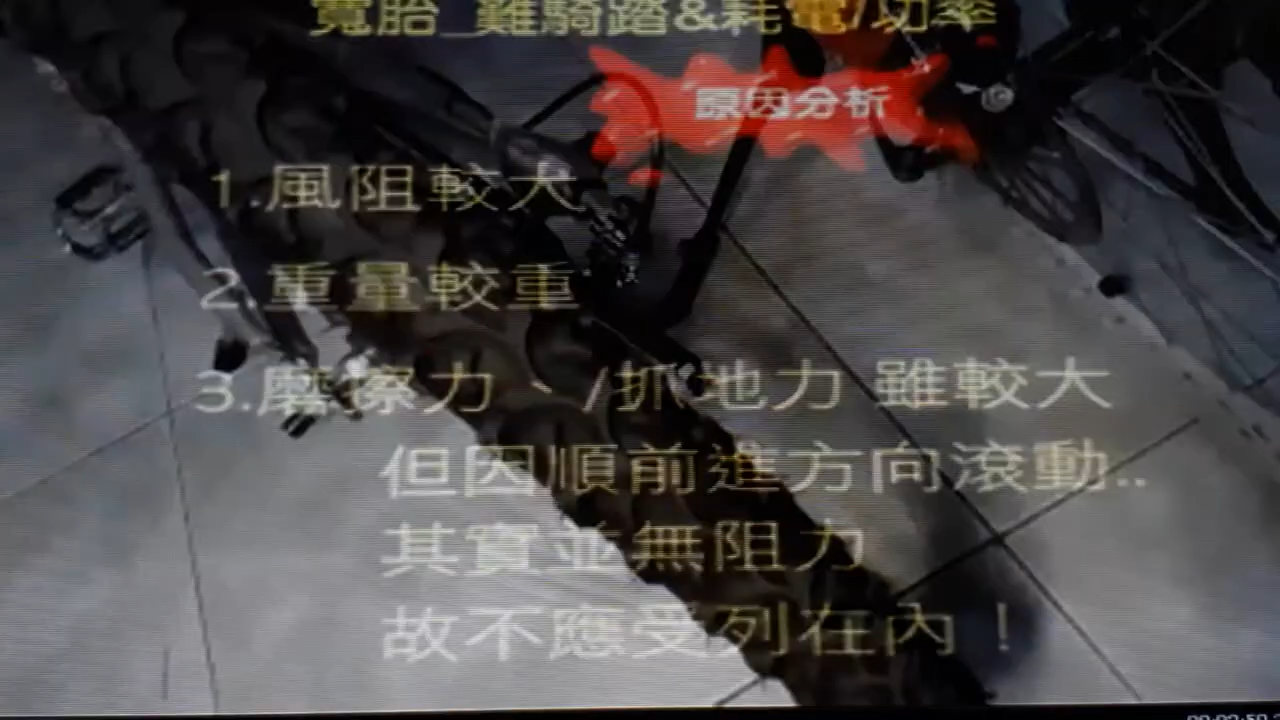 寬胎_難騎踏&耗電/功率
原因分析
1.風阻較大
2.重量較重
3.摩擦力、/抓地力 雖較大
但因順前進方向滾動..
其實並無阻力
故不應受列在內！